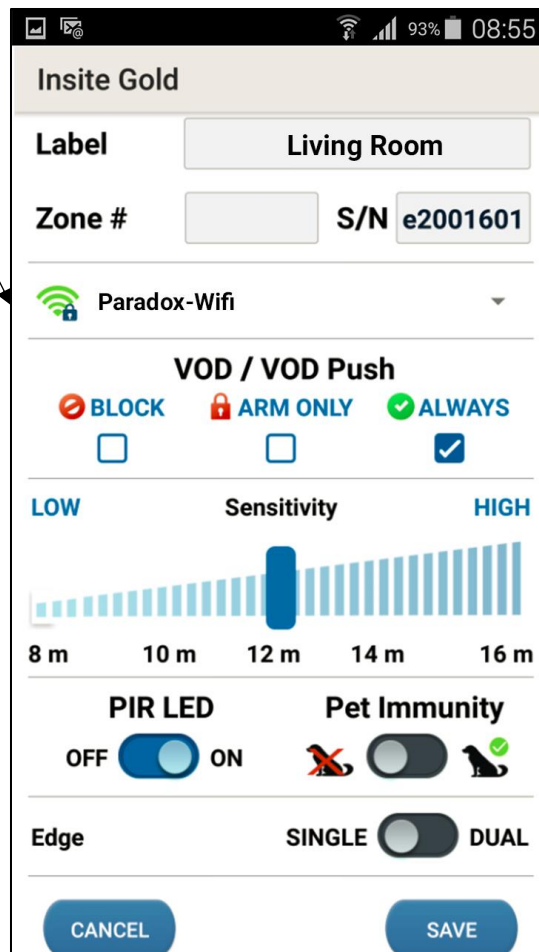 93% 08:55
Insite Gold
Label Living Room
Zone # S/N e2001601
Paradox-Wifi
VOD / VOD Push
BLOCK ARM ONLY ALWAYS
LOW Sensitivity HIGH
8 m 10 m 12 m 14 m 16 m
PIR LED Pet Immunity
OFF ON
Edge SINGLE DUAL
CANCEL SAVE